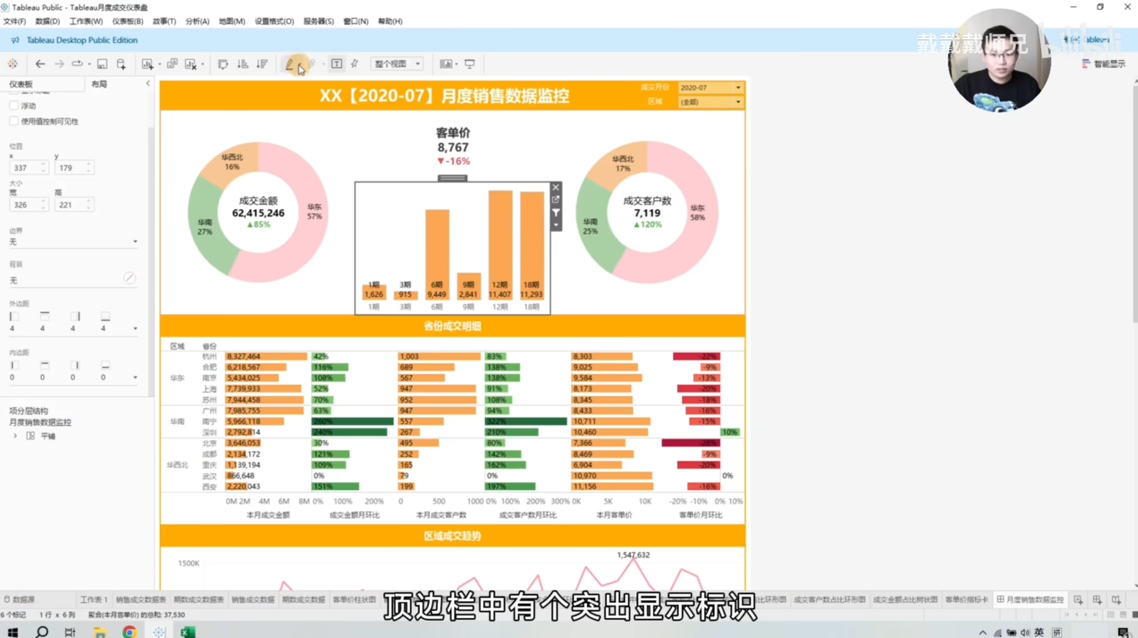 Tableau Public - Tableau月度成交仪表盘
文件(F) 数据(D) 工作表(W) 仪表板(B) 故事(T) 分析(A) 地图(M) 设置格式(O) 服务器(S) 窗口(N) 帮助(H)
Tableau Desktop Public Edition
戴戴戴师兄
bilibili
整个视图
智能显示
仪表板 布局
浮动
使用值控制可见性
位置
x y
337 179
大小
宽 高
326 221
边界
无
背景
无
外边距
4 4 4 4
内边距
0 0 0 0
项分层结构
月度销售数据监控
平铺
XX【2020-07】月度销售数据监控
成交月份 2020-07
区域 (全部)
华西北
16%
华南
27%
华东
57%
成交金额
62,415,246
▲85%
客单价
8,767
▼-16%
1期 3期 6期 9期 12期 18期
1,626 915 9,449 2,841 11,407 11,293
1期 3期 6期 9期 12期 18期
华西北
17%
华南
25%
华东
58%
成交客户数
7,119
▲120%
省份成交明细
区域 省份
杭州 8,327,464 42% 1,003 83% 8,303 -22%
合肥 6,218,567 116% 689 138% 9,025 -9%
华东 南京 5,434,025 108% 567 138% 9,584 -13%
上海 7,739,933 52% 947 91% 8,173 -20%
苏州 7,944,458 70% 952 108% 8,345 -18%
广州 7,985,755 63% 947 94% 8,433 -16%
华南 南宁 5,966,118 260% 557 322% 10,711 -15%
深圳 2,792,814 240% 267 210% 10,460 10%
北京 3,646,053 30% 495 80% 7,366 -28%
成都 2,134,172 121% 252 142% 8,469 -9%
华西北 重庆 1,139,194 109% 165 162% 6,904 -20%
武汉 866,648 0% 79 0% 10,970 0%
西安 2,220,043 151% 199 197% 11,156 -16%
0M 2M 4M 6M 8M 0% 100% 200% 0 500 1000 0% 100% 200% 300% 0K 5K 10K -20% -10% 0% 10%
本月成交金额 成交金额月环比 本月成交客户数 成交客户数月环比 本月客单价 客单价月环比
区域成交趋势
1500K
1,547,632
顶边栏中有个突出显示标识
数据源 工作表 1 销售成交数据表 期数成交数据表 销售成交数据 期数成交数据 客单价柱状图 成交客户数占比环形图 成交金额占比树状图 客单价指标卡 月度销售数据监控
6 个标记 1 行 x 6 列 聚合(本月客单价) 的总和: 37,530
英